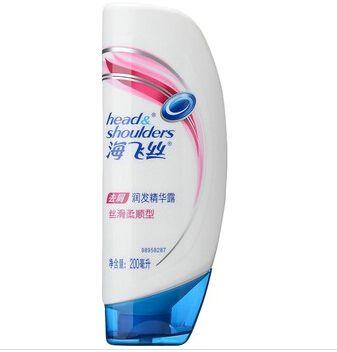 head&
shoulders®
海飞丝®
去屑 润发精华露
丝滑柔顺型
98958287
净含量:200毫升